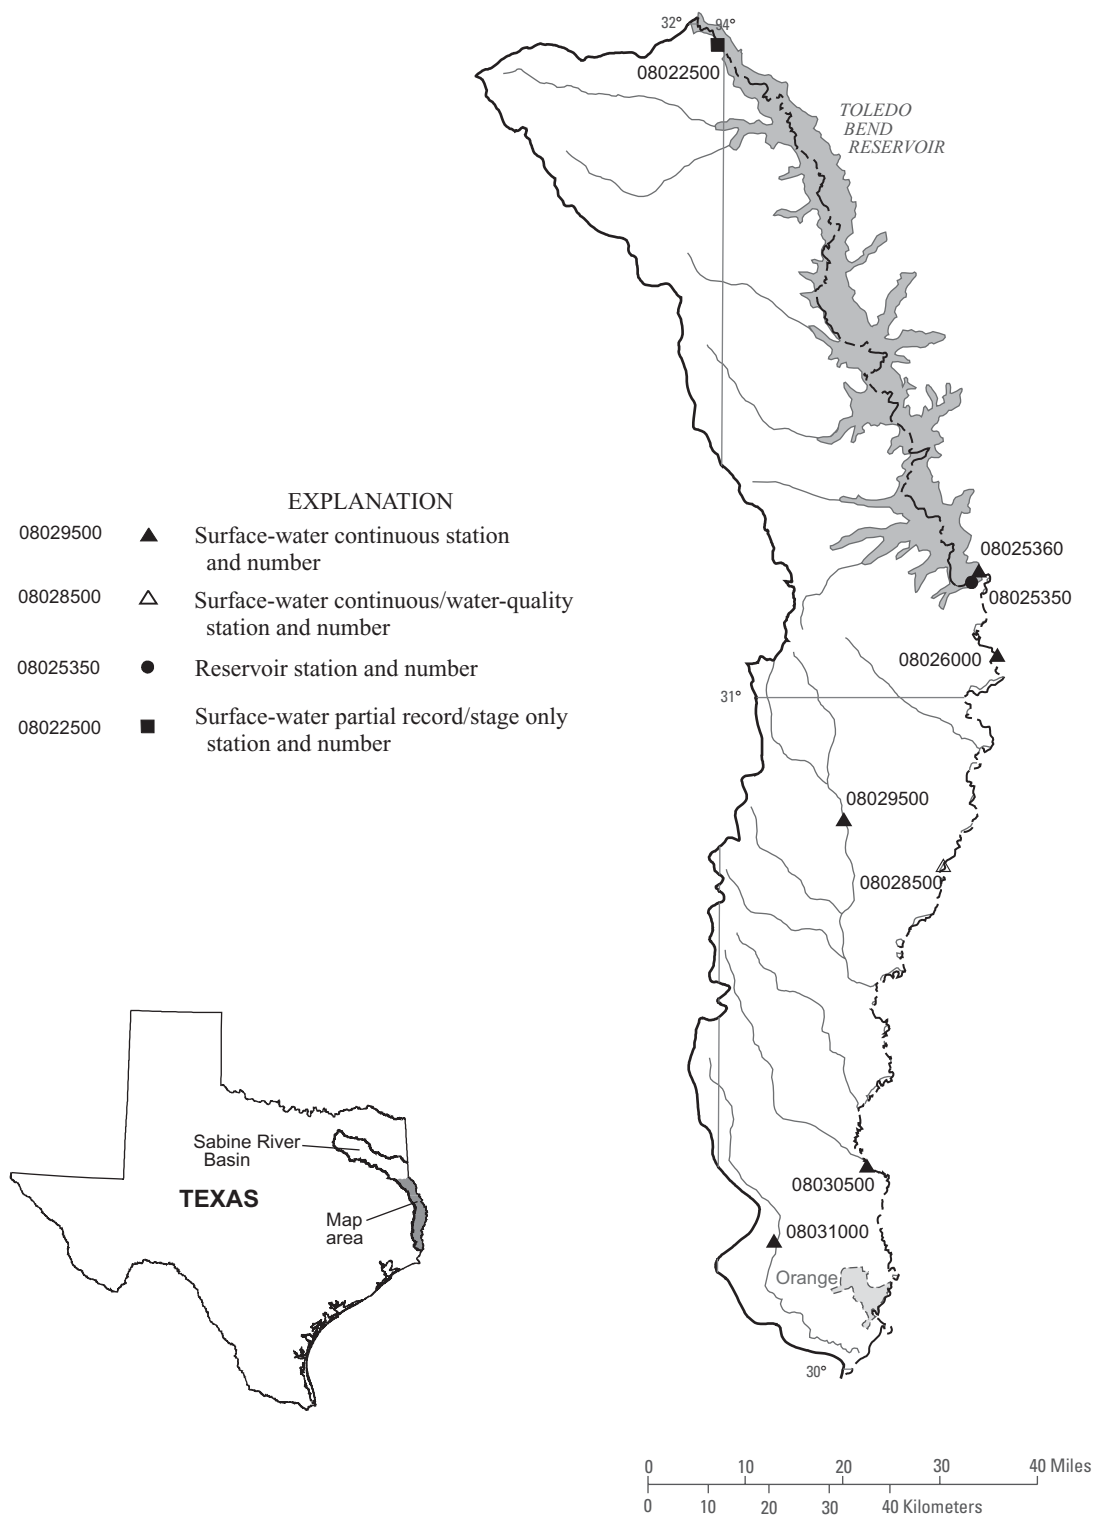 32° 94°
08022500
TOLEDO
BEND
RESERVOIR
EXPLANATION
08029500 Surface-water continuous station
and number
08028500 Surface-water continuous/water-quality
station and number
08025350 Reservoir station and number
08022500 Surface-water partial record/stage only
station and number
08025360
08025350
08026000
31°
08029500
08028500
Sabine River
Basin
TEXAS
Map
area
08030500
08031000
Orange
30°
0 10 20 30 40 Miles
0 10 20 30 40 Kilometers